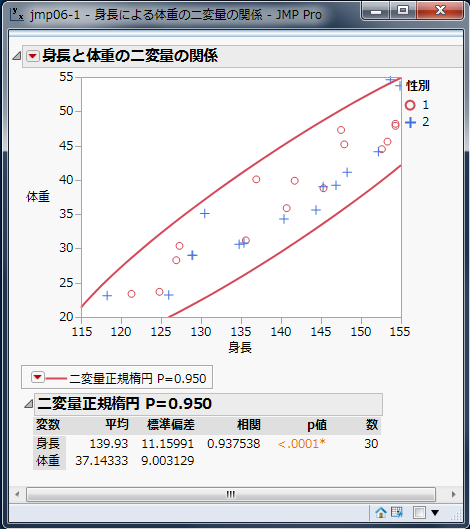 jmp06-1 - 身長による体重の二変量の関係 - JMP Pro
身長と体重の二変量の関係
55
50
45
40
35
30
25
20
体重
115 120 125 130 135 140 145 150 155
身長
性別
1
2
二変量正規楕円 P=0.950
二変量正規楕円 P=0.950
変数 平均 標準偏差 相関 p値 数
身長 139.93 11.15991 0.937538 <.0001* 30
体重 37.14333 9.003129